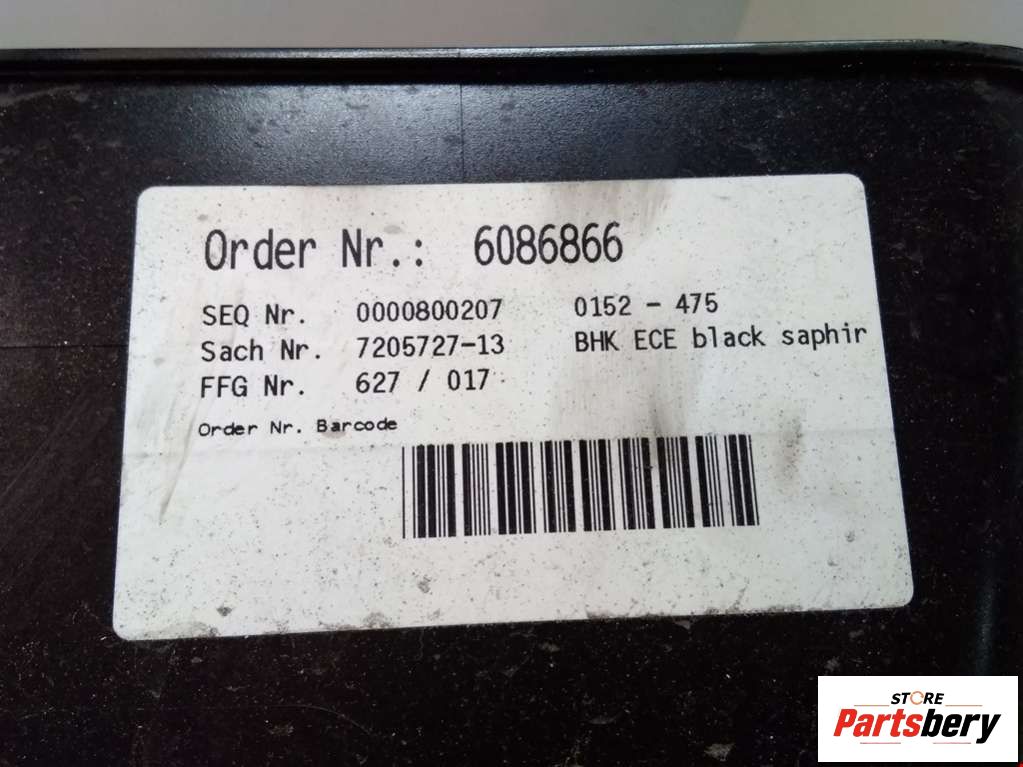 Order Nr.: 6086866
SEQ Nr. 0000800207 0152 - 475
Sach Nr. 7205727-13 BHK ECE black saphir
FFG Nr. 627 / 017
Order Nr. Barcode
STORE
Partsbery